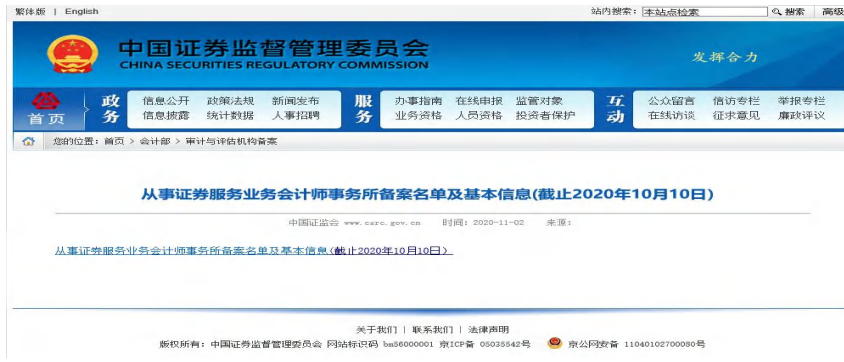 繁体版 | English 站内搜索: 本站点检索 搜索 高级
中国证券监督管理委员会
CHINA SECURITIES REGULATORY COMMISSION
发挥合力
首页
政务
信息公开 政策法规 新闻发布
信息披露 统计数据 人事招聘
服务
办事指南 在线申报 监管对象
业务资格 人员资格 投资者保护
互动
公众留言 信访专栏 举报专栏
在线访谈 征求意见 廉政评议
您的位置: 首页 > 会计部 > 审计与评估机构备案
从事证券服务业务会计师事务所备案名单及基本信息(截止2020年10月10日)
中国证监会 www.csrc.gov.cn 时间: 2020-11-02 来源:
从事证券服务业务会计师事务所备案名单及基本信息(截止2020年10月10日)
关于我们 | 联系我们 | 法律声明
版权所有: 中国证券监督管理委员会 网站标识码 bm56000001 京ICP备 05035542号 京公网安备 11040102700080号